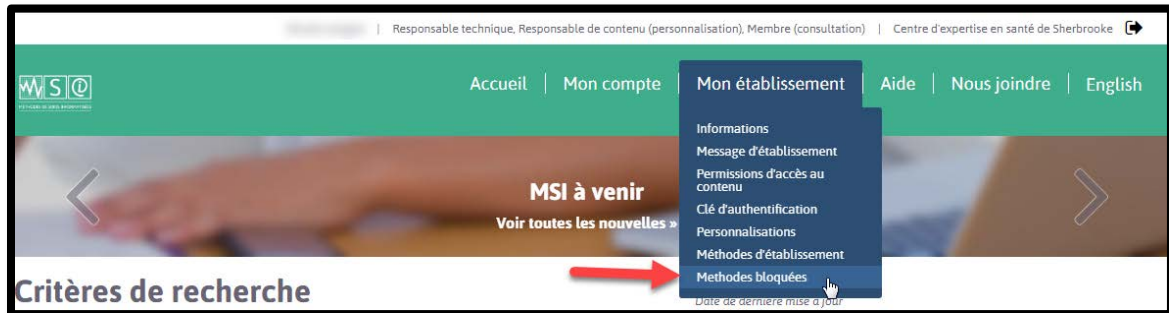 Responsable technique, Responsable de contenu (personnalisation), Membre (consultation) | Centre d'expertise en santé de Sherbrooke
MSI
Accueil | Mon compte | Mon établissement | Aide | Nous joindre | English
Informations
Message d'établissement
Permissions d'accès au
contenu
Clé d'authentification
Personnalisations
Méthodes d'établissement
Methodes bloquées
MSI à venir
Voir toutes les nouvelles »
Critères de recherche
Date de dernière mise à jour